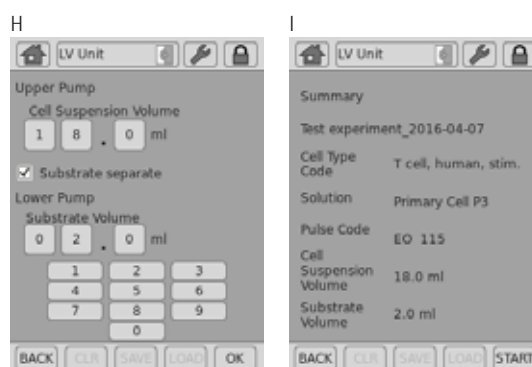 H
LV Unit
Upper Pump
Cell Suspension Volume
1 8 . 0 ml
Substrate separate
Lower Pump
Substrate Volume
0 2 . 0 ml
1 2 3
4 5 6
7 8 9
0
BACK CLR SAVE LOAD OK
I
LV Unit
Summary
Test experiment_2016-04-07
Cell Type Code T cell, human, stim.
Solution Primary Cell P3
Pulse Code EO 115
Cell Suspension Volume 18.0 ml
Substrate Volume 2.0 ml
BACK CLR SAVE LOAD START